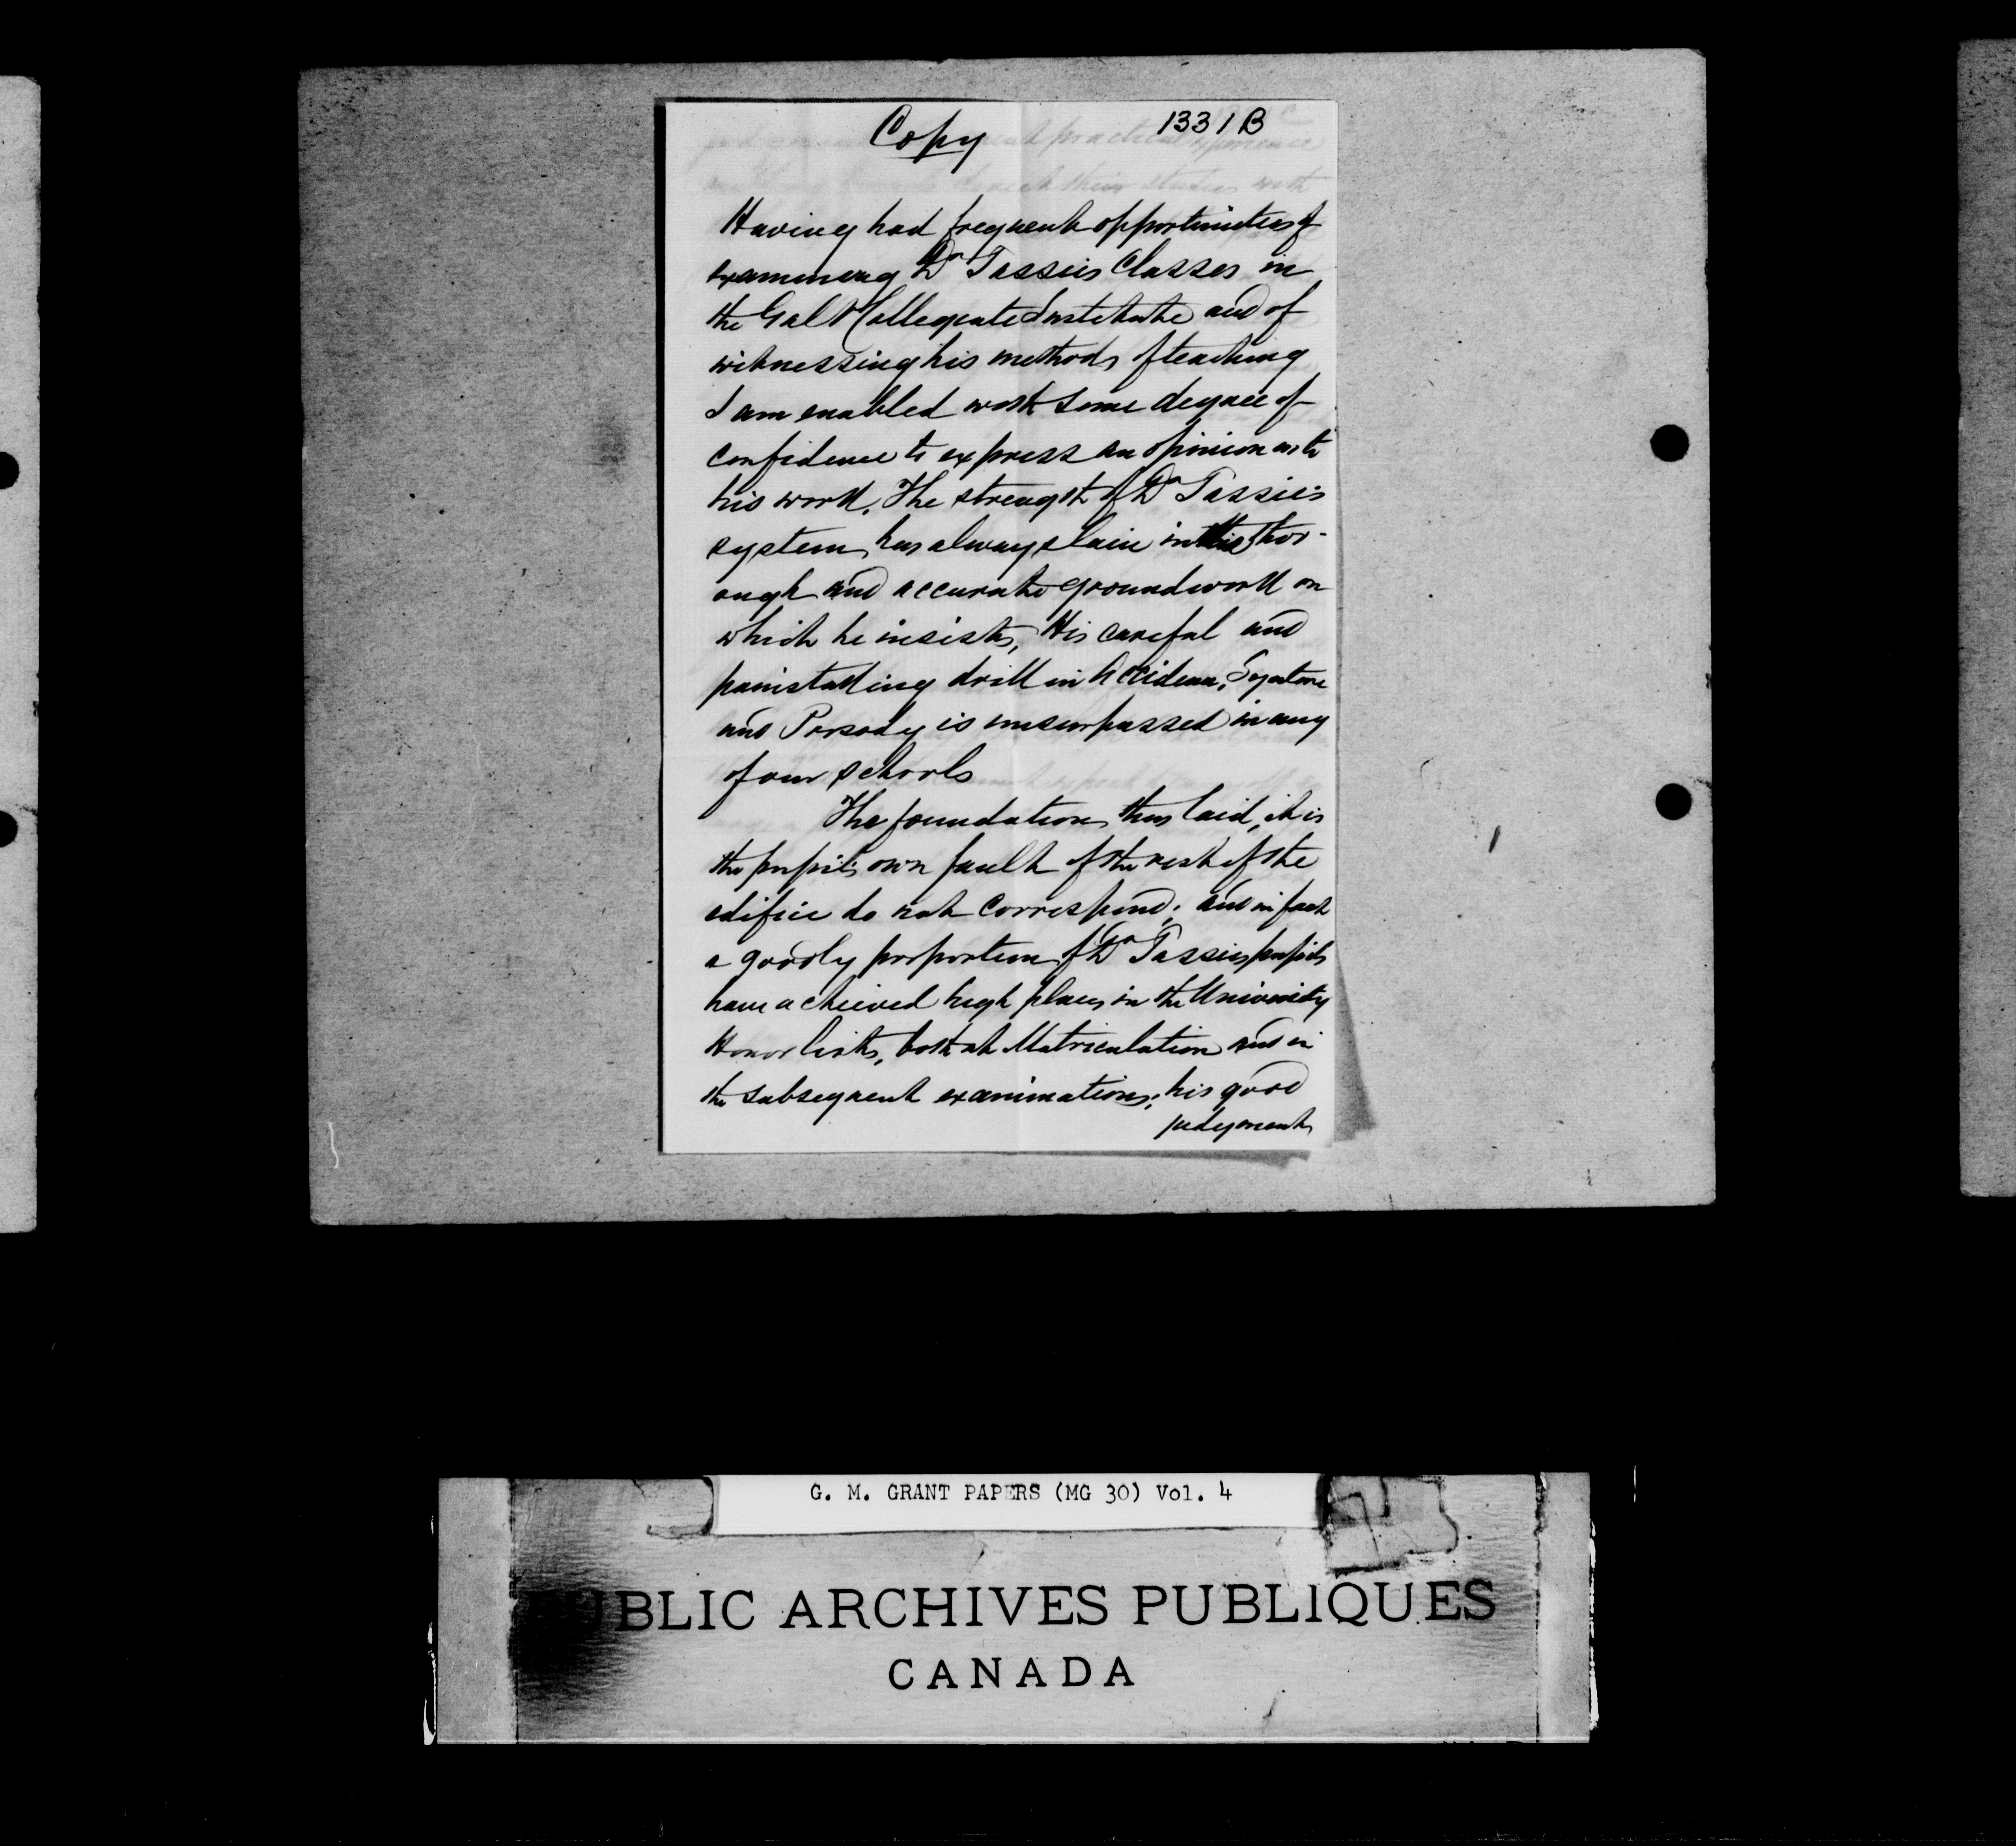 Copy
1331B
Having had frequent opportunities of
examining Dr Tassies Classes in
the Galt Collegiate Institute and of
witnessing his methods of teaching
I am enabled with some degree of
confidence to express an opinion as to
his work. The strength of Dr Tassie's
system has always lain in the thor-
ough and accurate groundwork on
which he insists, His careful and
painstaking drill in Accidence, Syntax
and Prosody is unsurpassed in any
of our schools
The foundation thus laid, it is
the pupil's own fault if the rest of the
edifice do not correspond; and in fact
a goodly proportion of Dr Tassies pupils
have achieved high places in the University
Honor lists, both at Matriculation and in
the subsequent examinations; his good
judgment
G. M. GRANT PAPERS (MG 30) Vol. 4
PUBLIC ARCHIVES PUBLIQUES
CANADA